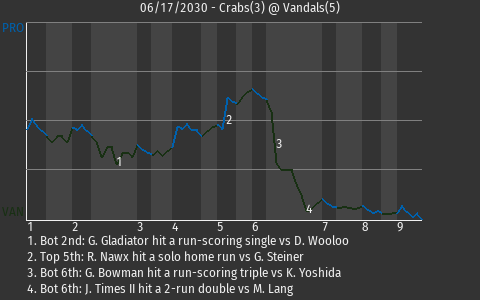 06/17/2030 - Crabs(3) @ Vandals(5)
PRO
VAN
1
2
3
4
1 2 3 4 5 6 7 8 9
1. Bot 2nd: G. Gladiator hit a run-scoring single vs D. Wooloo
2. Top 5th: R. Nawx hit a solo home run vs G. Steiner
3. Bot 6th: G. Bowman hit a run-scoring triple vs K. Yoshida
4. Bot 6th: J. Times II hit a 2-run double vs M. Lang